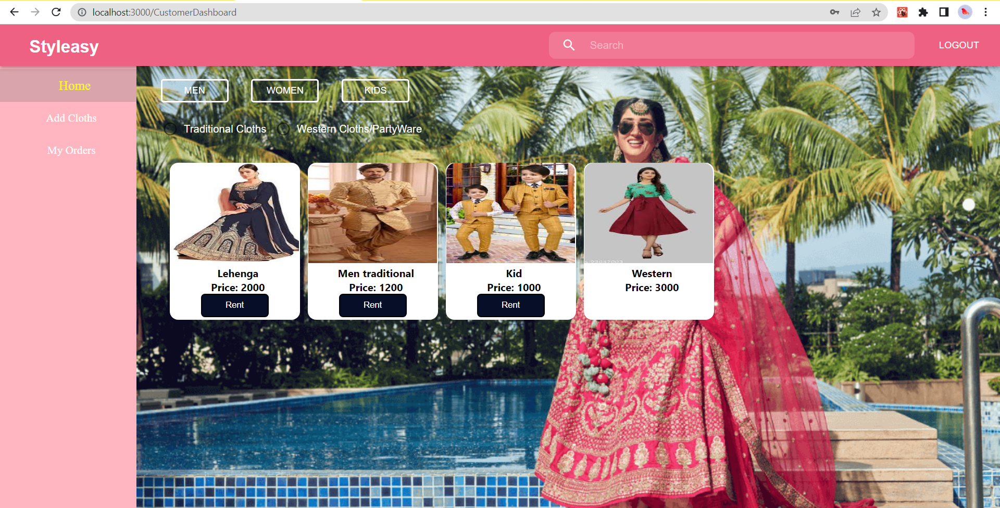 localhost:3000/CustomerDashboard
Styleasy
Search
LOGOUT
Home
Add Cloths
My Orders
MEN
WOMEN
KIDS
Traditional Cloths
Western Cloths/PartyWare
Lehenga
Price: 2000
Rent
Men traditional
Price: 1200
Rent
Kid
Price: 1000
Rent
Western
Price: 3000